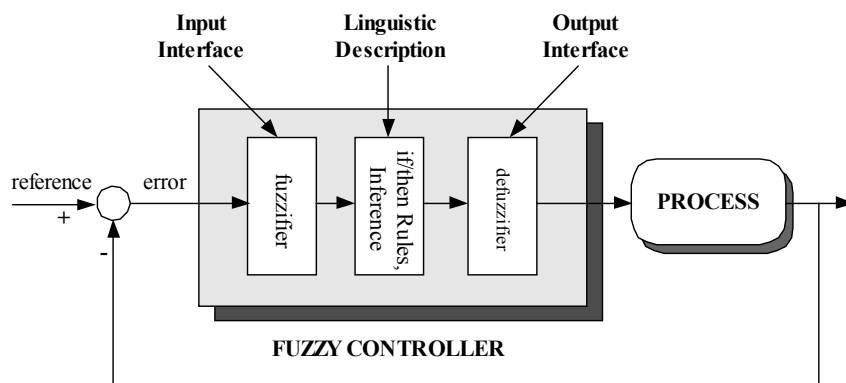 Input
Interface
Linguistic
Description
Output
Interface
reference
+
-
error
fuzzifier
if/then Rules,
Inference
defuzzifier
PROCESS
FUZZY CONTROLLER